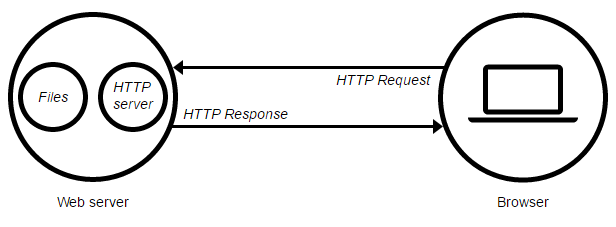 HTTP Request
Files
HTTP
server
HTTP Response
Web server
Browser